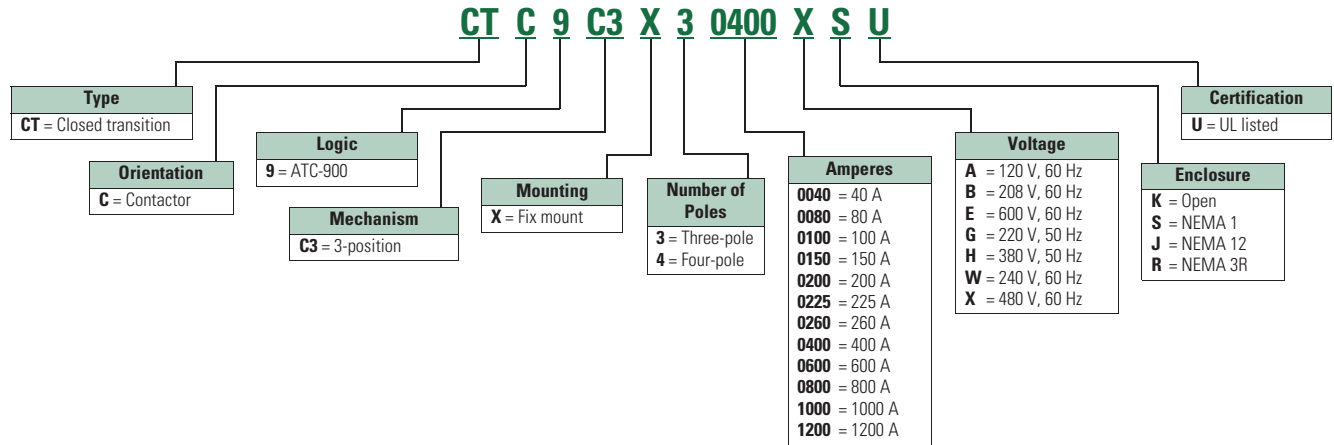 CT C 9 C3 X 3 0400 X S U
Type
CT = Closed transition
Orientation
C = Contactor
Logic
9 = ATC-900
Mechanism
C3 = 3-position
Mounting
X = Fix mount
Number of
Poles
3 = Three-pole
4 = Four-pole
Amperes
0040 = 40 A
0080 = 80 A
0100 = 100 A
0150 = 150 A
0200 = 200 A
0225 = 225 A
0260 = 260 A
0400 = 400 A
0600 = 600 A
0800 = 800 A
1000 = 1000 A
1200 = 1200 A
Voltage
A = 120 V, 60 Hz
B = 208 V, 60 Hz
E = 600 V, 60 Hz
G = 220 V, 50 Hz
H = 380 V, 50 Hz
W = 240 V, 60 Hz
X = 480 V, 60 Hz
Enclosure
K = Open
S = NEMA 1
J = NEMA 12
R = NEMA 3R
Certification
U = UL listed